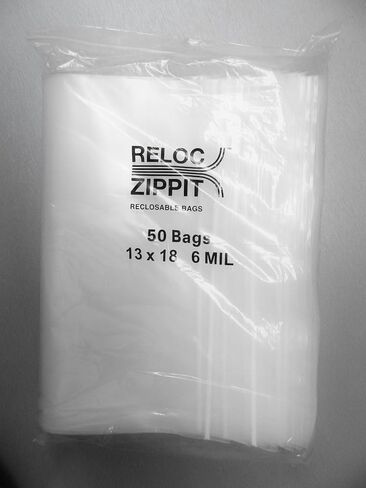 RELOC
ZIPPIT
RECLOSABLE BAGS
50 Bags
13 x 18 6 MIL